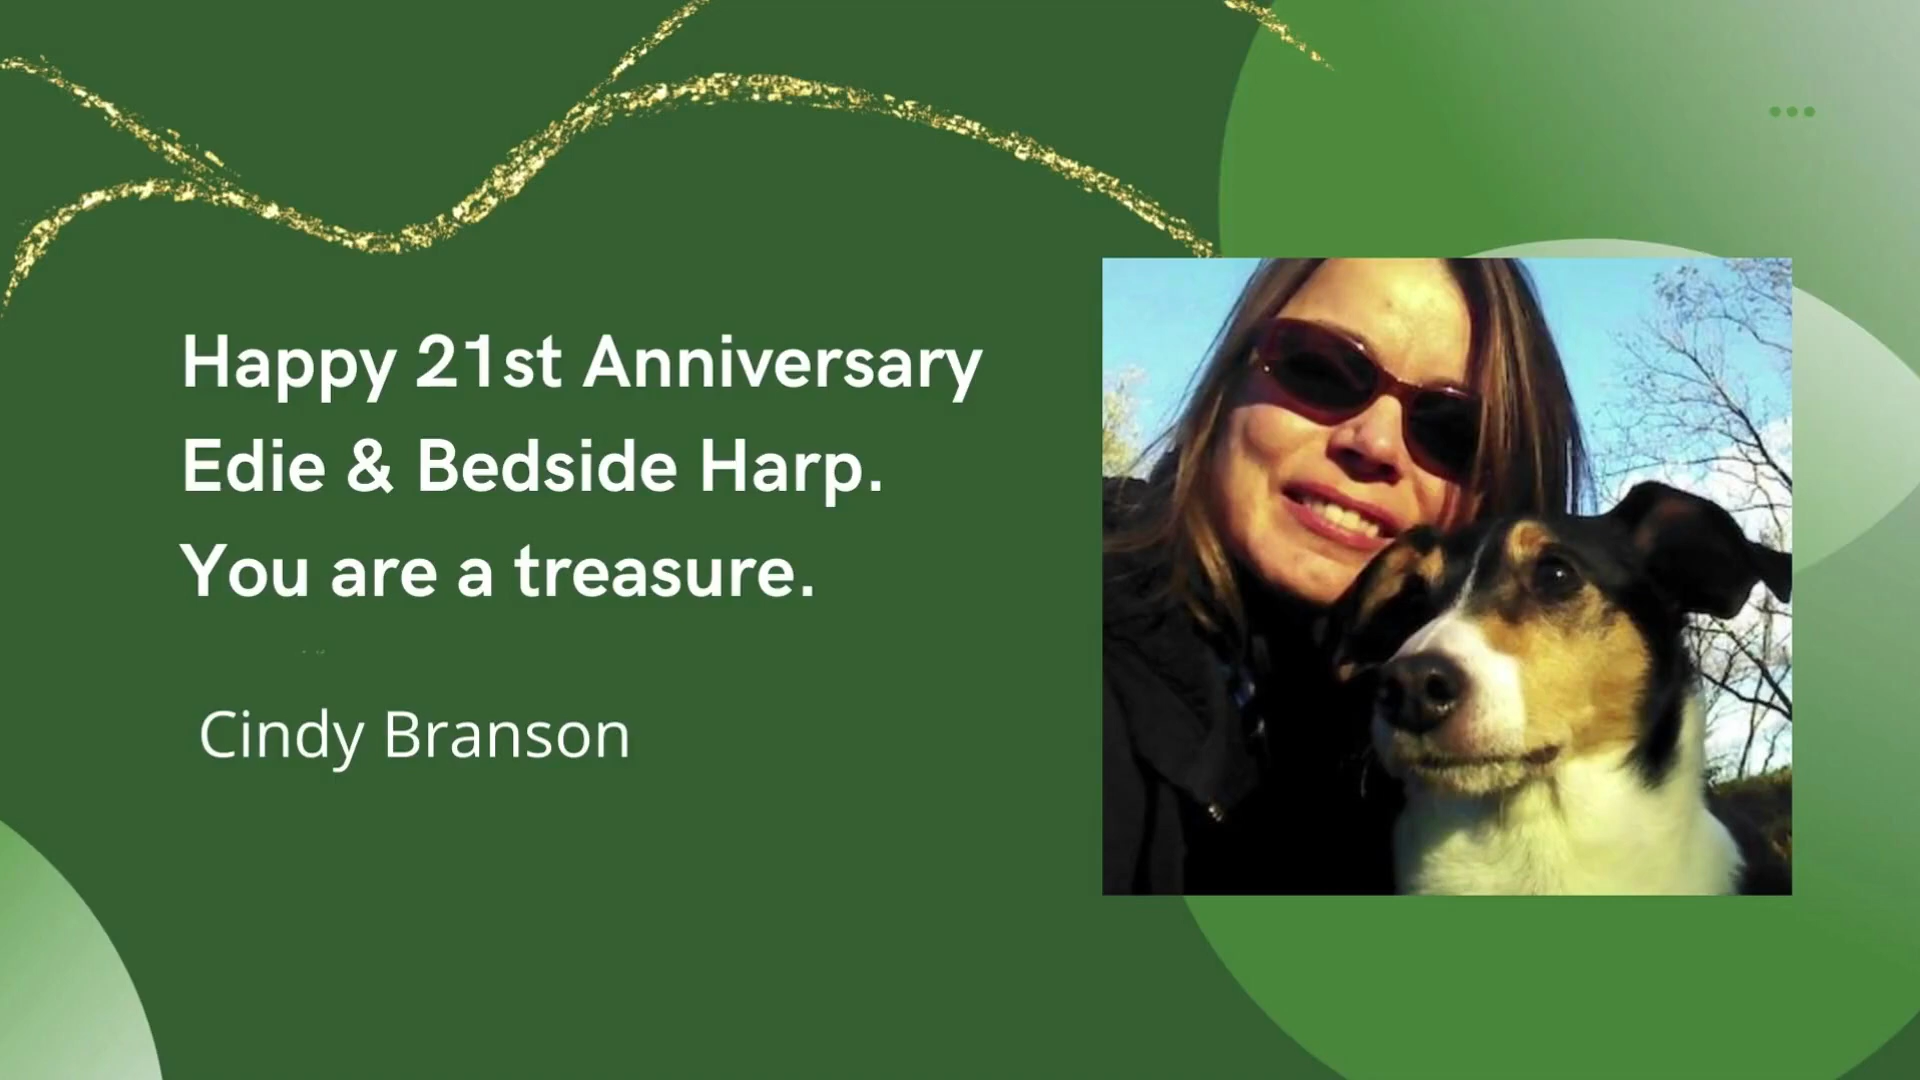 Happy 21st Anniversary
Edie & Bedside Harp.
You are a treasure.
Cindy Branson